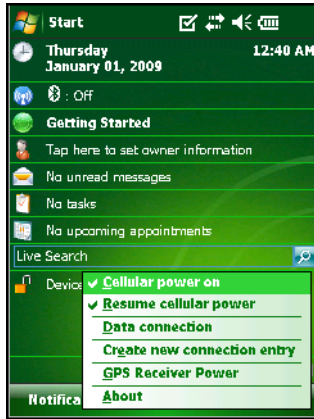 Start
Thursday 12:40 AM
January 01, 2009
: Off
Getting Started
Tap here to set owner information
No unread messages
No tasks
No upcoming appointments
Live Search
Device
Cellular power on
Resume cellular power
Data connection
Create new connection entry
GPS Receiver Power
About
Notifica